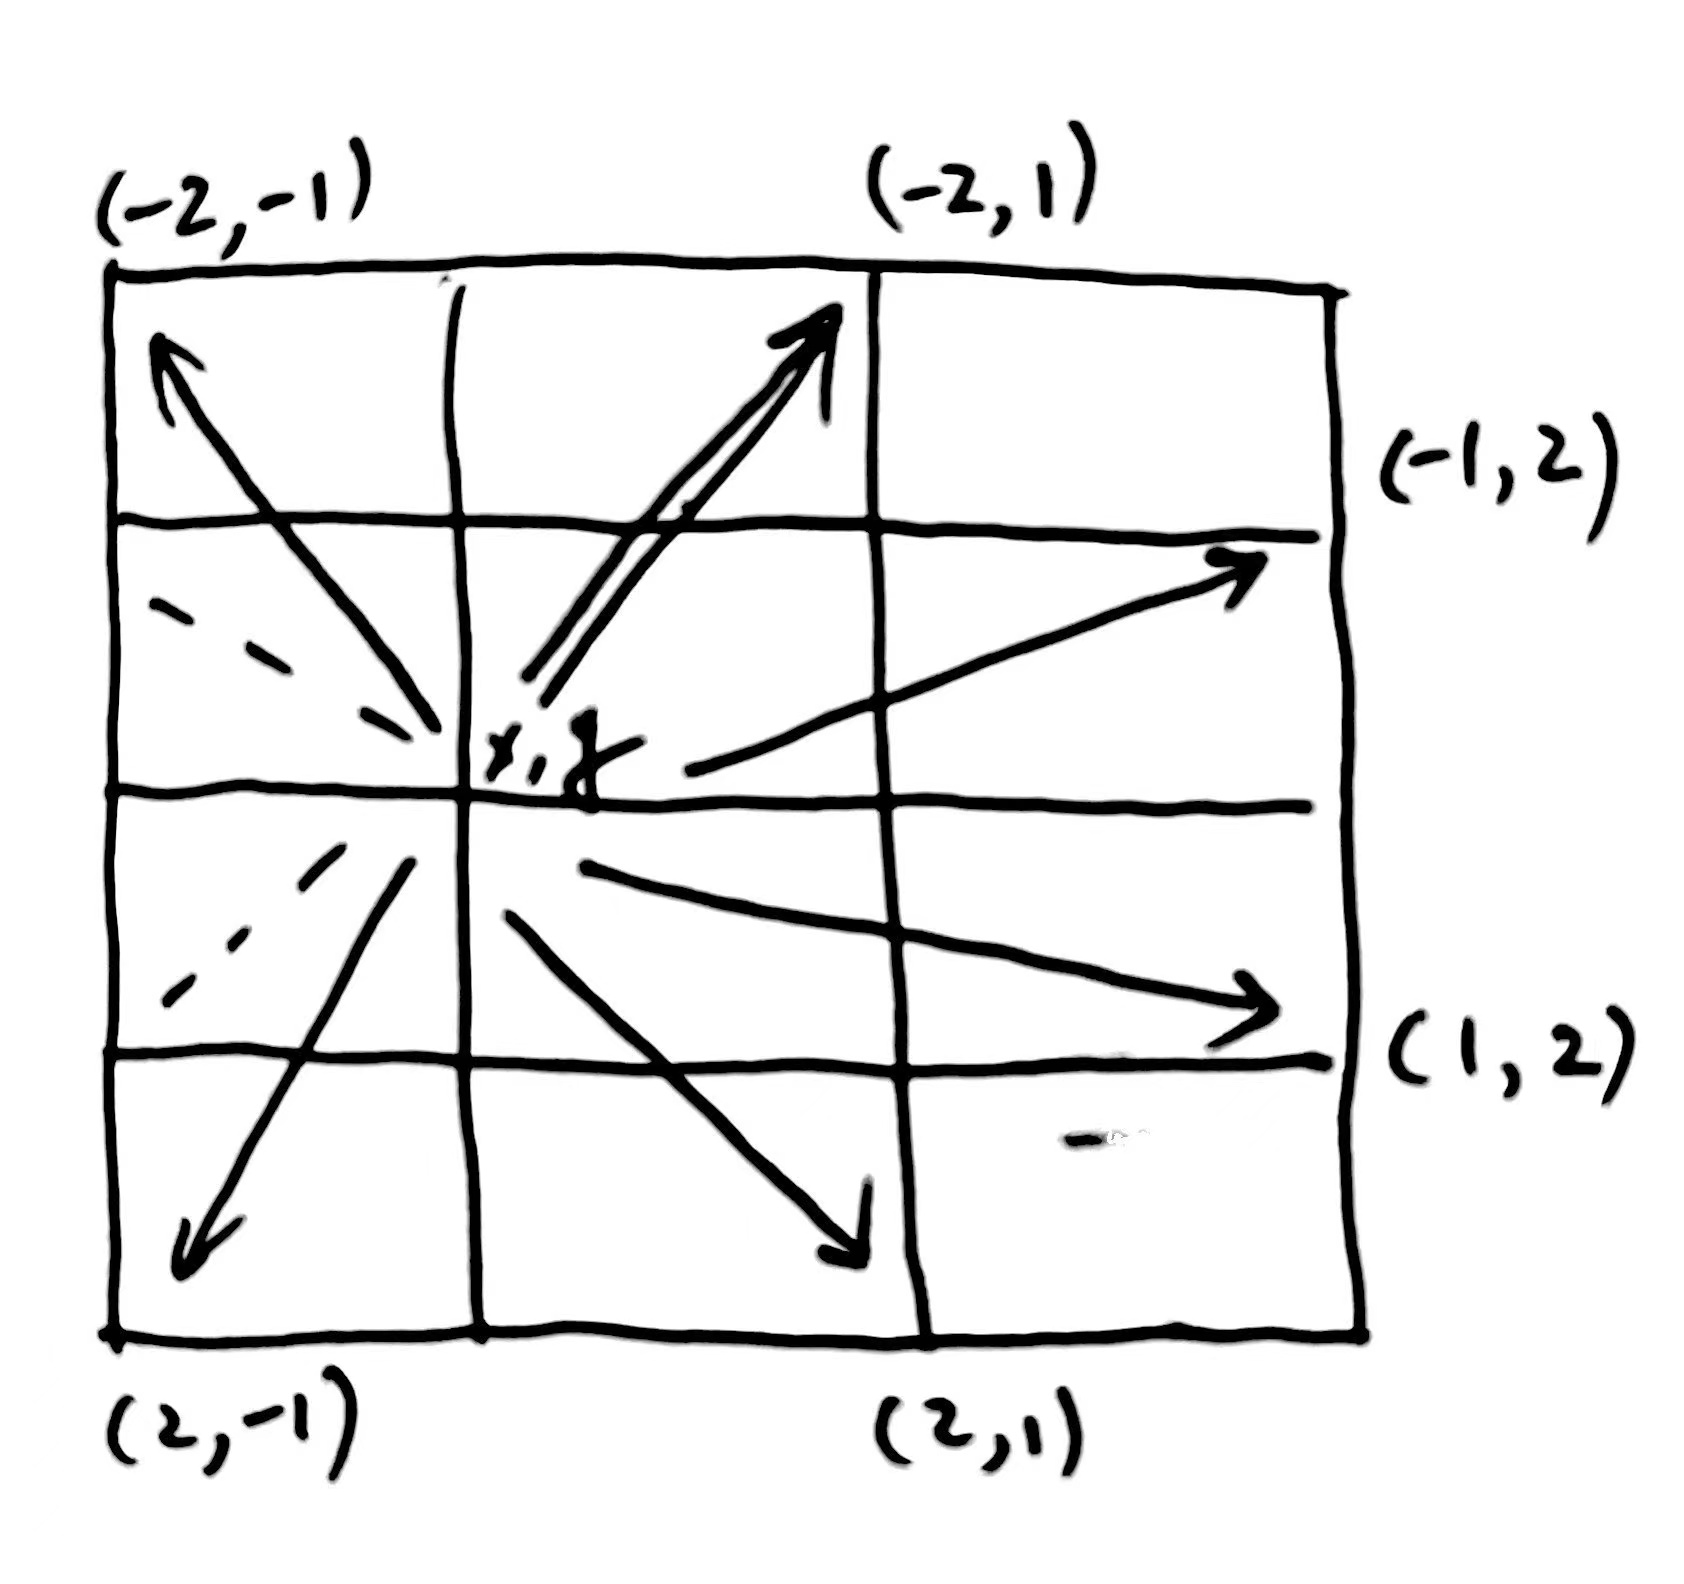 (-2,-1) (-2,1)
(-1,2)
x,y
(1,2)
(2,-1) (2,1)